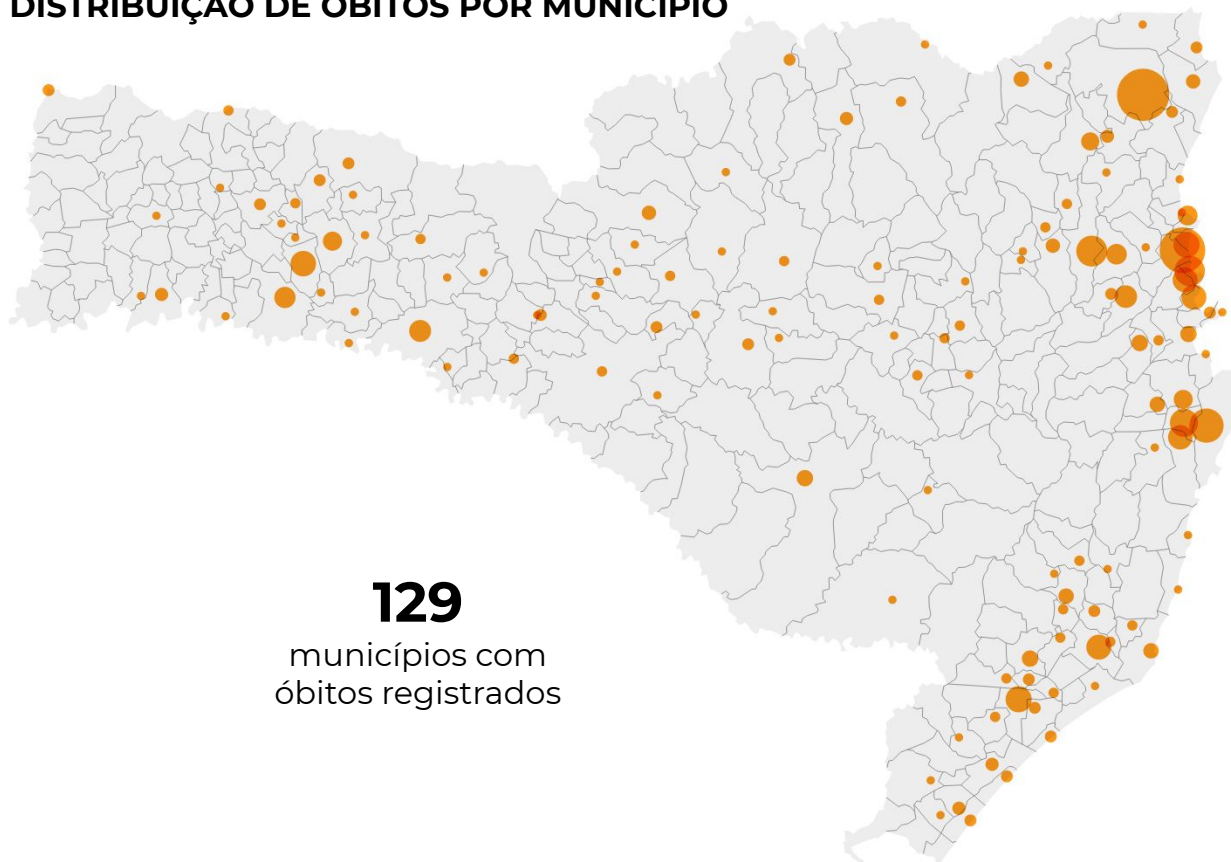 DISTRIBUIÇÃO DE ÓBITOS POR MUNICÍPIO
129
municípios com
óbitos registrados